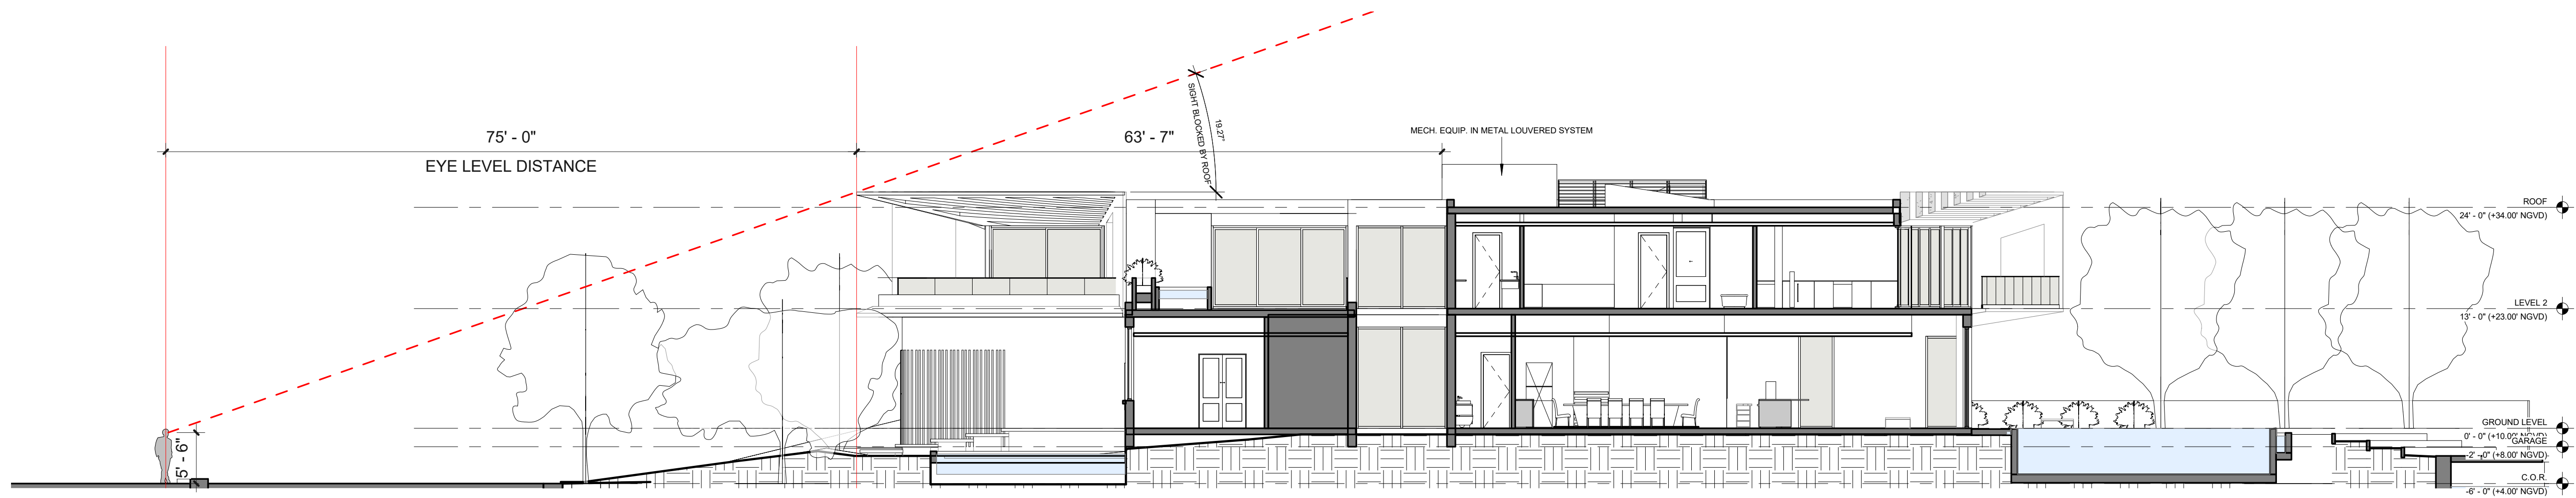 75' - 0"
EYE LEVEL DISTANCE
63' - 7"
SIGHT BLOCKED BY ROOF
19.27°
MECH. EQUIP. IN METAL LOUVERED SYSTEM
5' - 6"
ROOF
24' - 0" (+34.00' NGVD)
LEVEL 2
13' - 0" (+23.00' NGVD)
GROUND LEVEL
0' - 0" (+10.00' NGVD)
GARAGE
-2' - 0" (+8.00' NGVD)
C.O.R.
-6' - 0" (+4.00' NGVD)